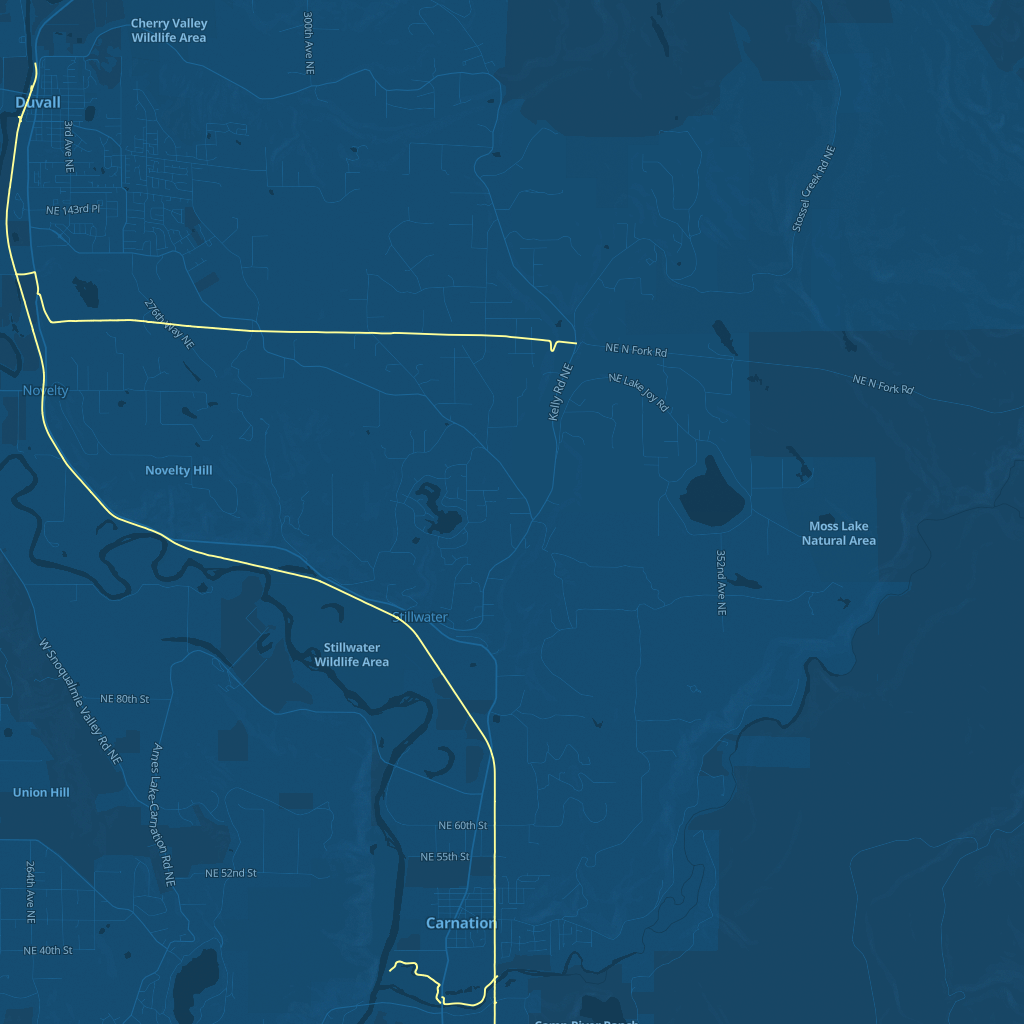 Cherry Valley
Wildlife Area
300th Ave NE
Duvall
3rd Ave NE
NE 143rd Pl
Stossel Creek Rd NE
276th Way NE
NE N Fork Rd
NE Lake Joy Rd
NE N Fork Rd
Kelly Rd NE
Novelty
Novelty Hill
Moss Lake
Natural Area
352nd Ave NE
Stillwater
Stillwater
Wildlife Area
W Snoqualmie Valley Rd NE
NE 80th St
Ames Lake-Carnation Rd NE
Union Hill
NE 60th St
NE 55th St
NE 52nd St
264th Ave NE
Carnation
NE 40th St
Camp River Ranch